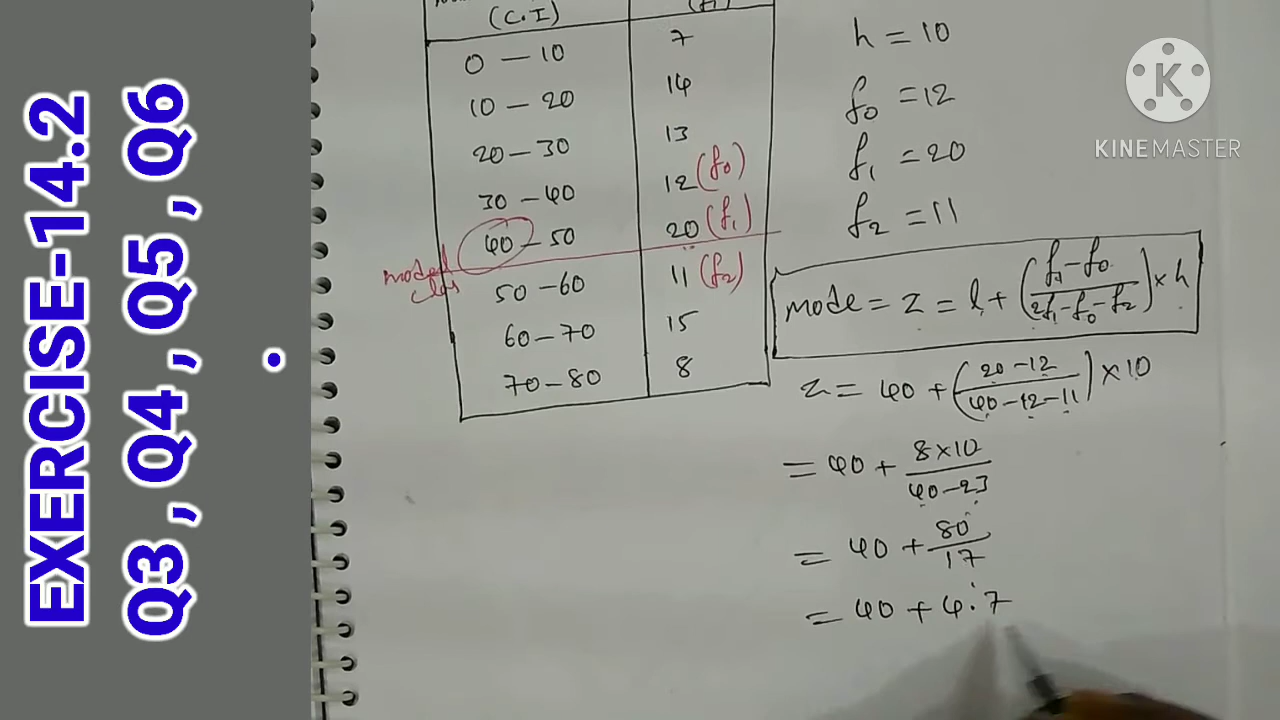 EXERCISE-14.2
Q3 , Q4 , Q5 , Q6 .
(C.I)
0 — 10 7
10 — 20 14
20 — 30 13
30 — 40 12 (f0)
40 — 50 20 (f1)
modal
clas
50 — 60 11 (f2)
60 — 70 15
70 — 80 8
h = 10
f0 = 12
f1 = 20
f2 = 11
mode = Z = l + (f1 - f0 / 2f1 - f0 - f2) × h
Z = 40 + (20 - 12 / 40 - 12 - 11) × 10
= 40 + 8×10 / 40 - 23
= 40 + 80 / 17
= 40 + 4.7
K
KINEMASTER